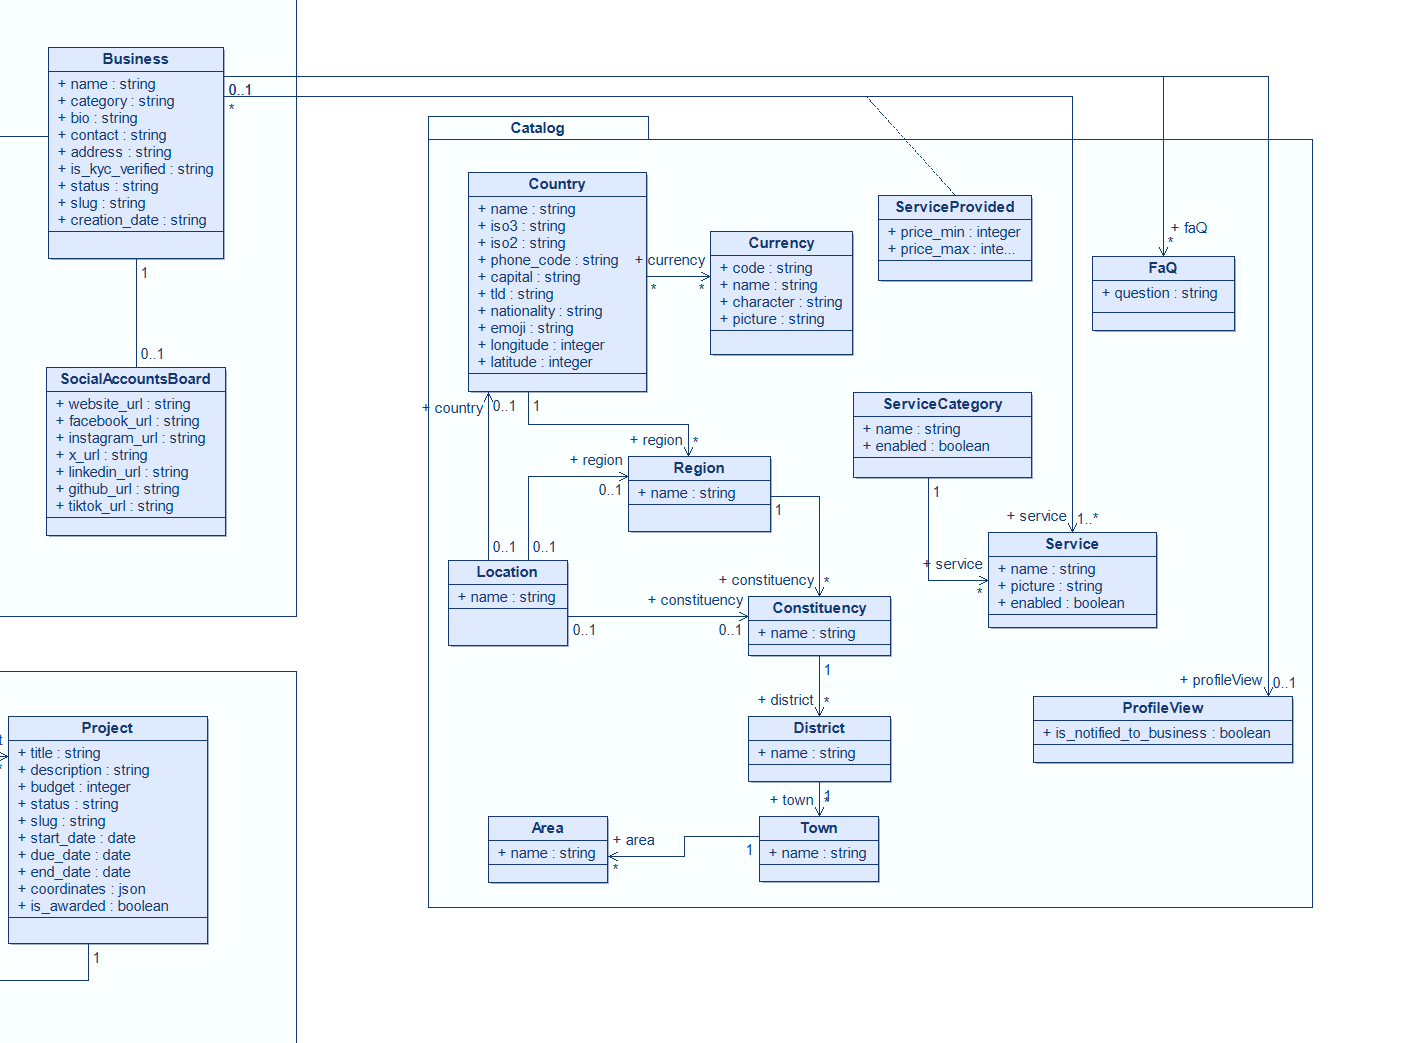 Business
+ name : string
+ category : string
+ bio : string
+ contact : string
+ address : string
+ is_kyc_verified : string
+ status : string
+ slug : string
+ creation_date : string
0..1
*
1
0..1
SocialAccountsBoard
+ website_url : string
+ facebook_url : string
+ instagram_url : string
+ x_url : string
+ linkedin_url : string
+ github_url : string
+ tiktok_url : string
Catalog
Country
+ name : string
+ iso3 : string
+ iso2 : string
+ phone_code : string
+ capital : string
+ tld : string
+ nationality : string
+ emoji : string
+ longitude : integer
+ latitude : integer
+ currency
*
*
Currency
+ code : string
+ name : string
+ character : string
+ picture : string
ServiceProvided
+ price_min : integer
+ price_max : inte...
+ faQ
*
FaQ
+ question : string
+ country
0..1
1
+ region
*
+ region
0..1
Region
+ name : string
1
ServiceCategory
+ name : string
+ enabled : boolean
1
+ service
1..*
+ service
*
Service
+ name : string
+ picture : string
+ enabled : boolean
0..1
0..1
Location
+ name : string
0..1
+ constituency
*
+ constituency
0..1
Constituency
+ name : string
1
+ district
*
District
+ name : string
1
+ town
*
Town
+ name : string
1
+ area
*
Area
+ name : string
+ profileView
0..1
ProfileView
+ is_notified_to_business : boolean
t
*
Project
+ title : string
+ description : string
+ budget : integer
+ status : string
+ slug : string
+ start_date : date
+ due_date : date
+ end_date : date
+ coordinates : json
+ is_awarded : boolean
1